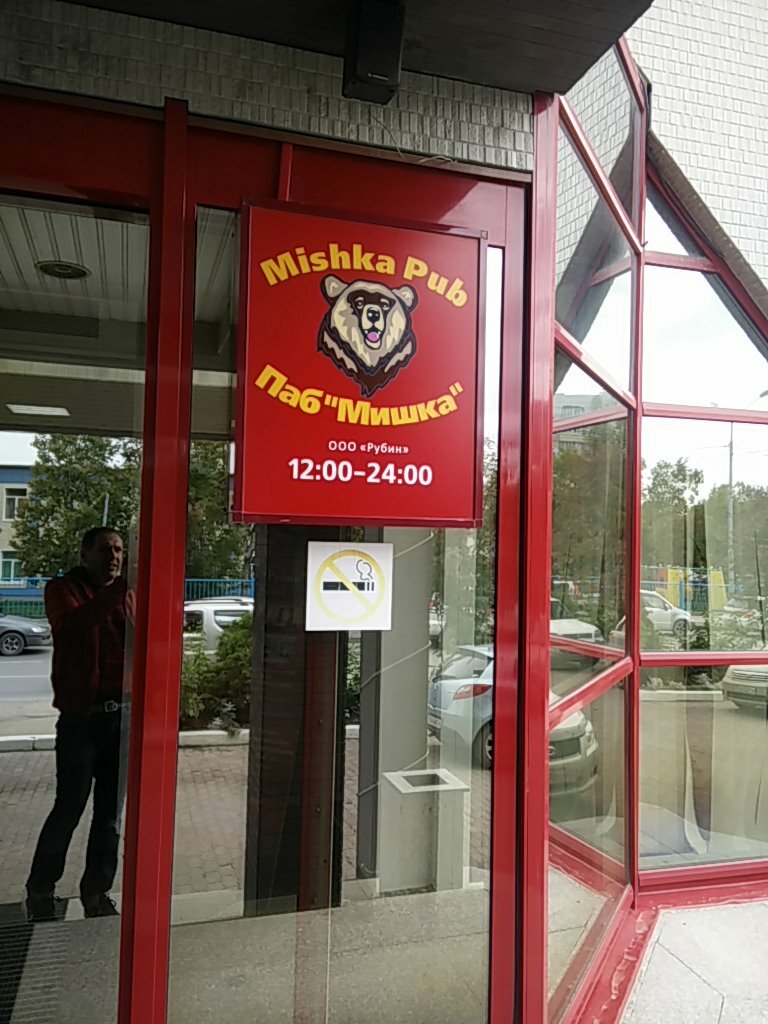 Mishka Pub
Паб "Мишка"
ООО «Рубин»
12:00-24:00